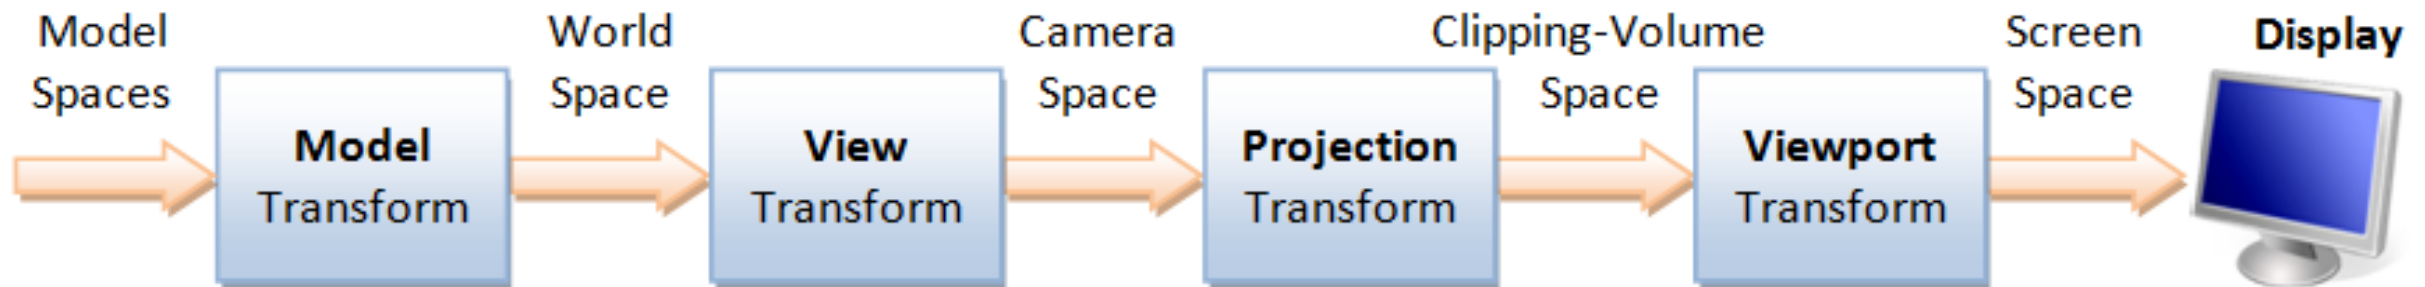 Model
Spaces
Model
Transform
World
Space
View
Transform
Camera
Space
Projection
Transform
Clipping-Volume
Space
Viewport
Transform
Screen
Space
Display